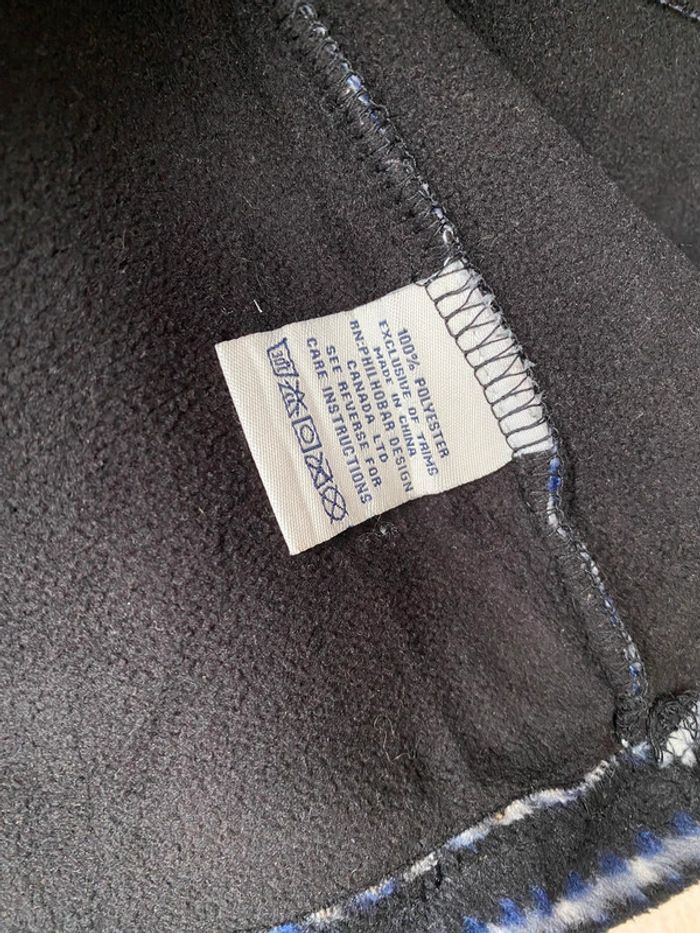 100% POLYESTER
EXCLUSIVE OF TRIMS
MADE IN CHINA
RN:PHILHOBAR DESIGN
CANADA LTD
SEE REVERSE FOR
CARE INSTRUCTIONS
30